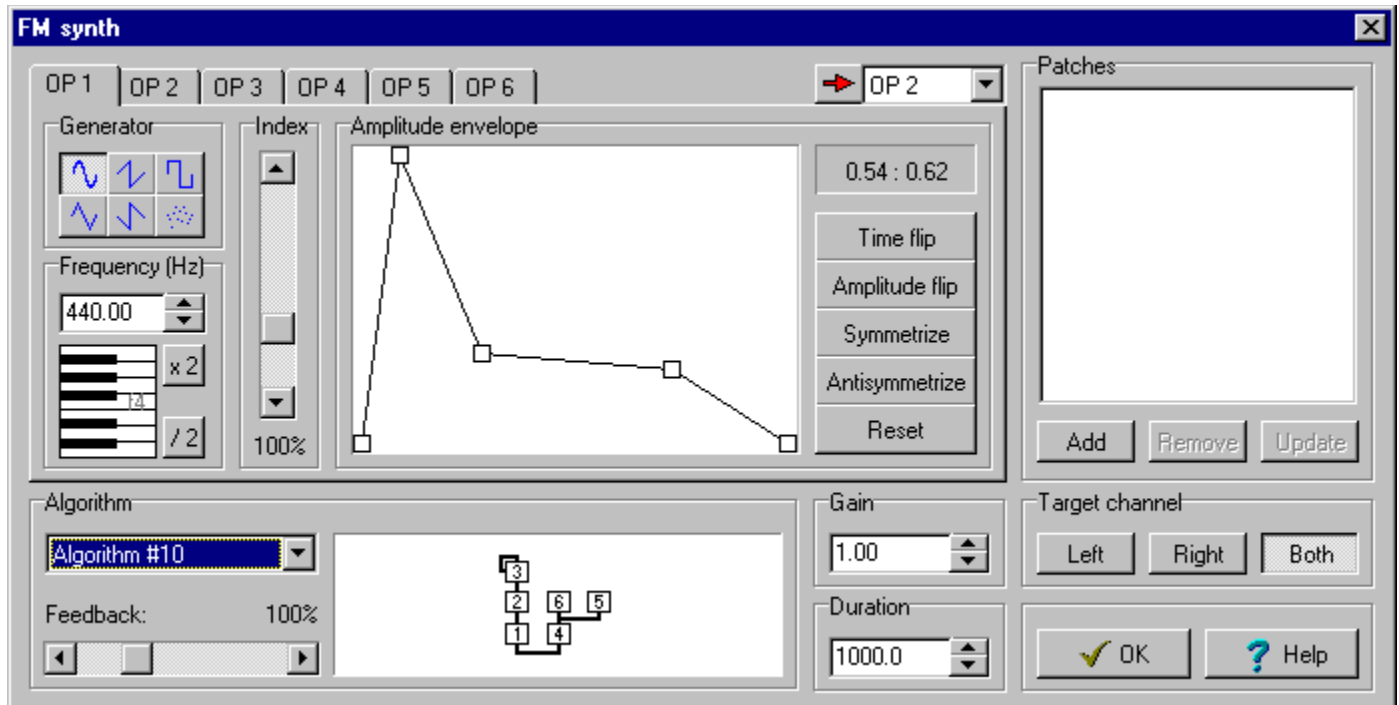 FM synth
OP 1
OP 2
OP 3
OP 4
OP 5
OP 6
OP 2
Patches
Generator
Index
Amplitude envelope
0.54 : 0.62
Time flip
Amplitude flip
Symmetrize
Antisymmetrize
Reset
Frequency (Hz)
440.00
x 2
/ 2
100%
Add
Remove
Update
Algorithm
Algorithm #10
Feedback: 100%
3
2 6 5
1 4
Gain
1.00
Duration
1000.0
Target channel
Left
Right
Both
OK
Help